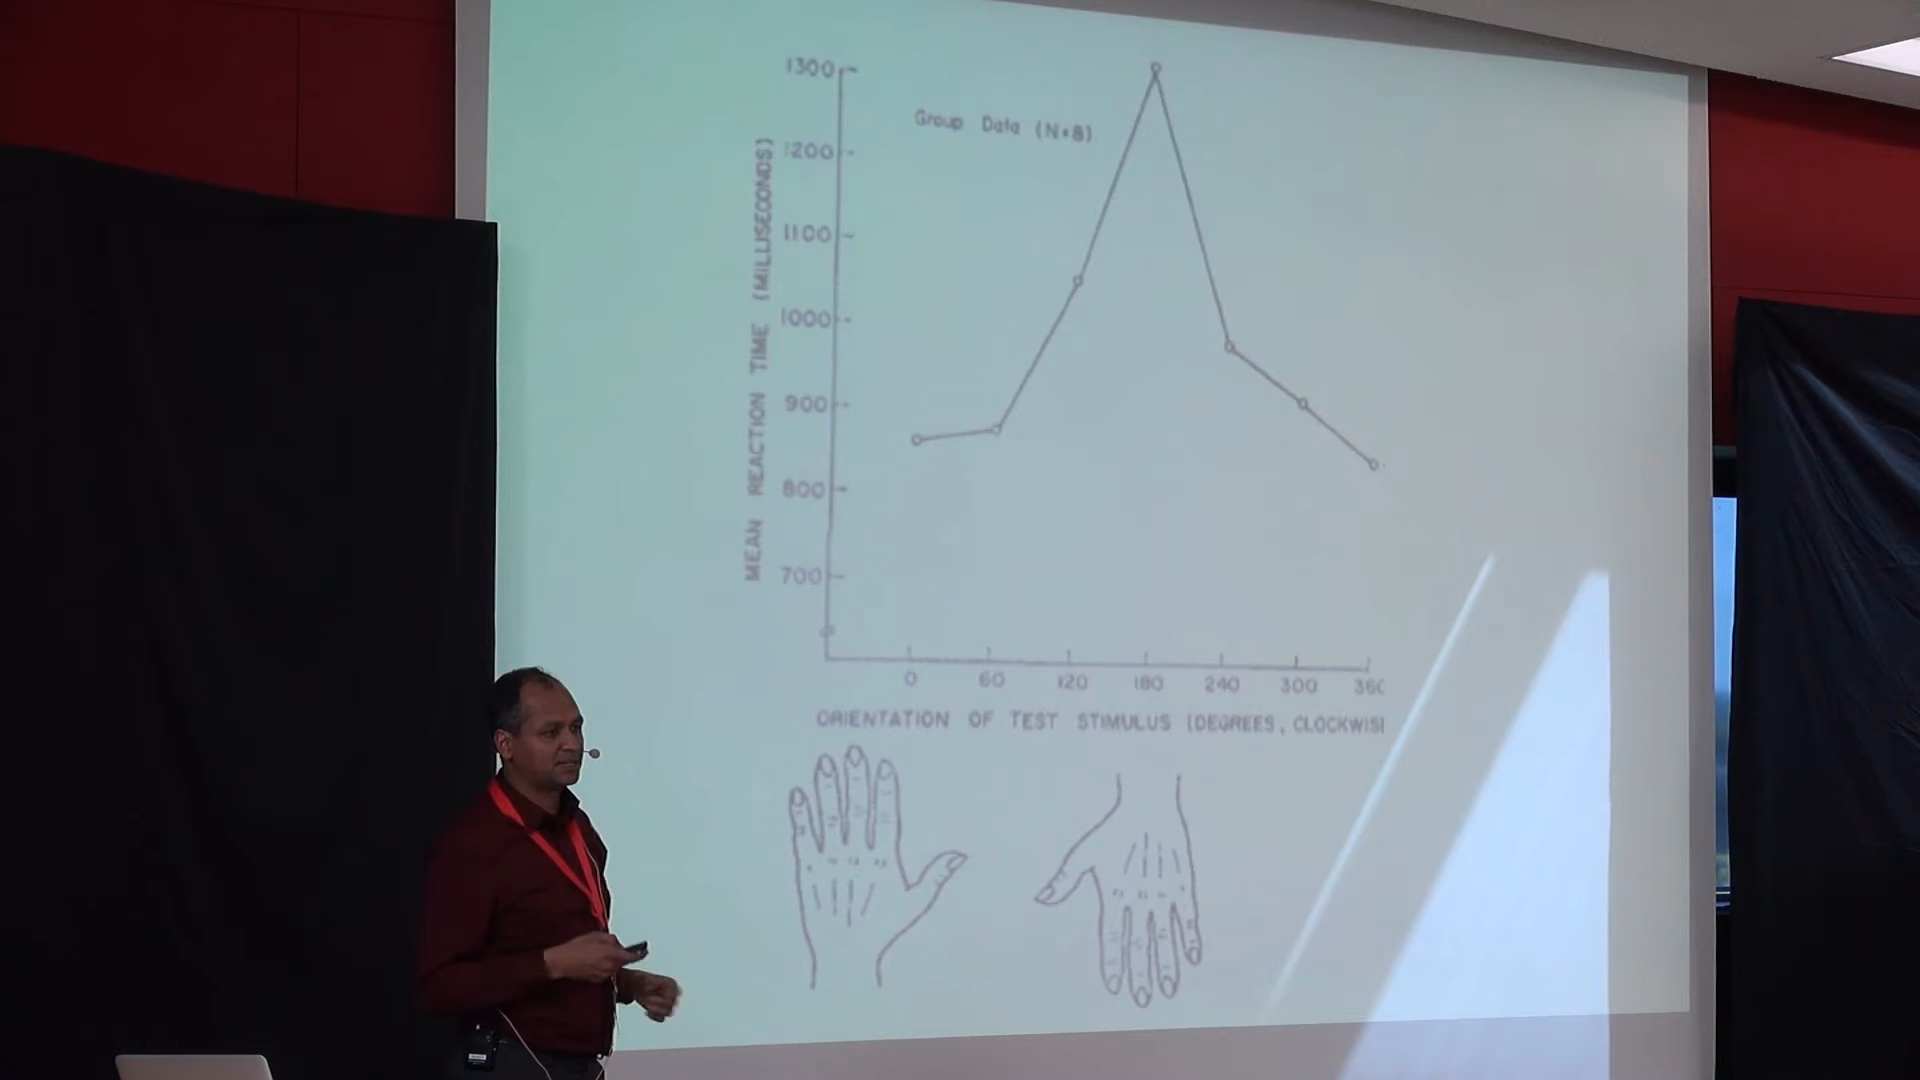 1300
Group Data (N=8)
1200
1100
1000
900
800
700
MEAN REACTION TIME (MILLISECONDS)
0 60 120 180 240 300 360
ORIENTATION OF TEST STIMULUS (DEGREES, CLOCKWIS